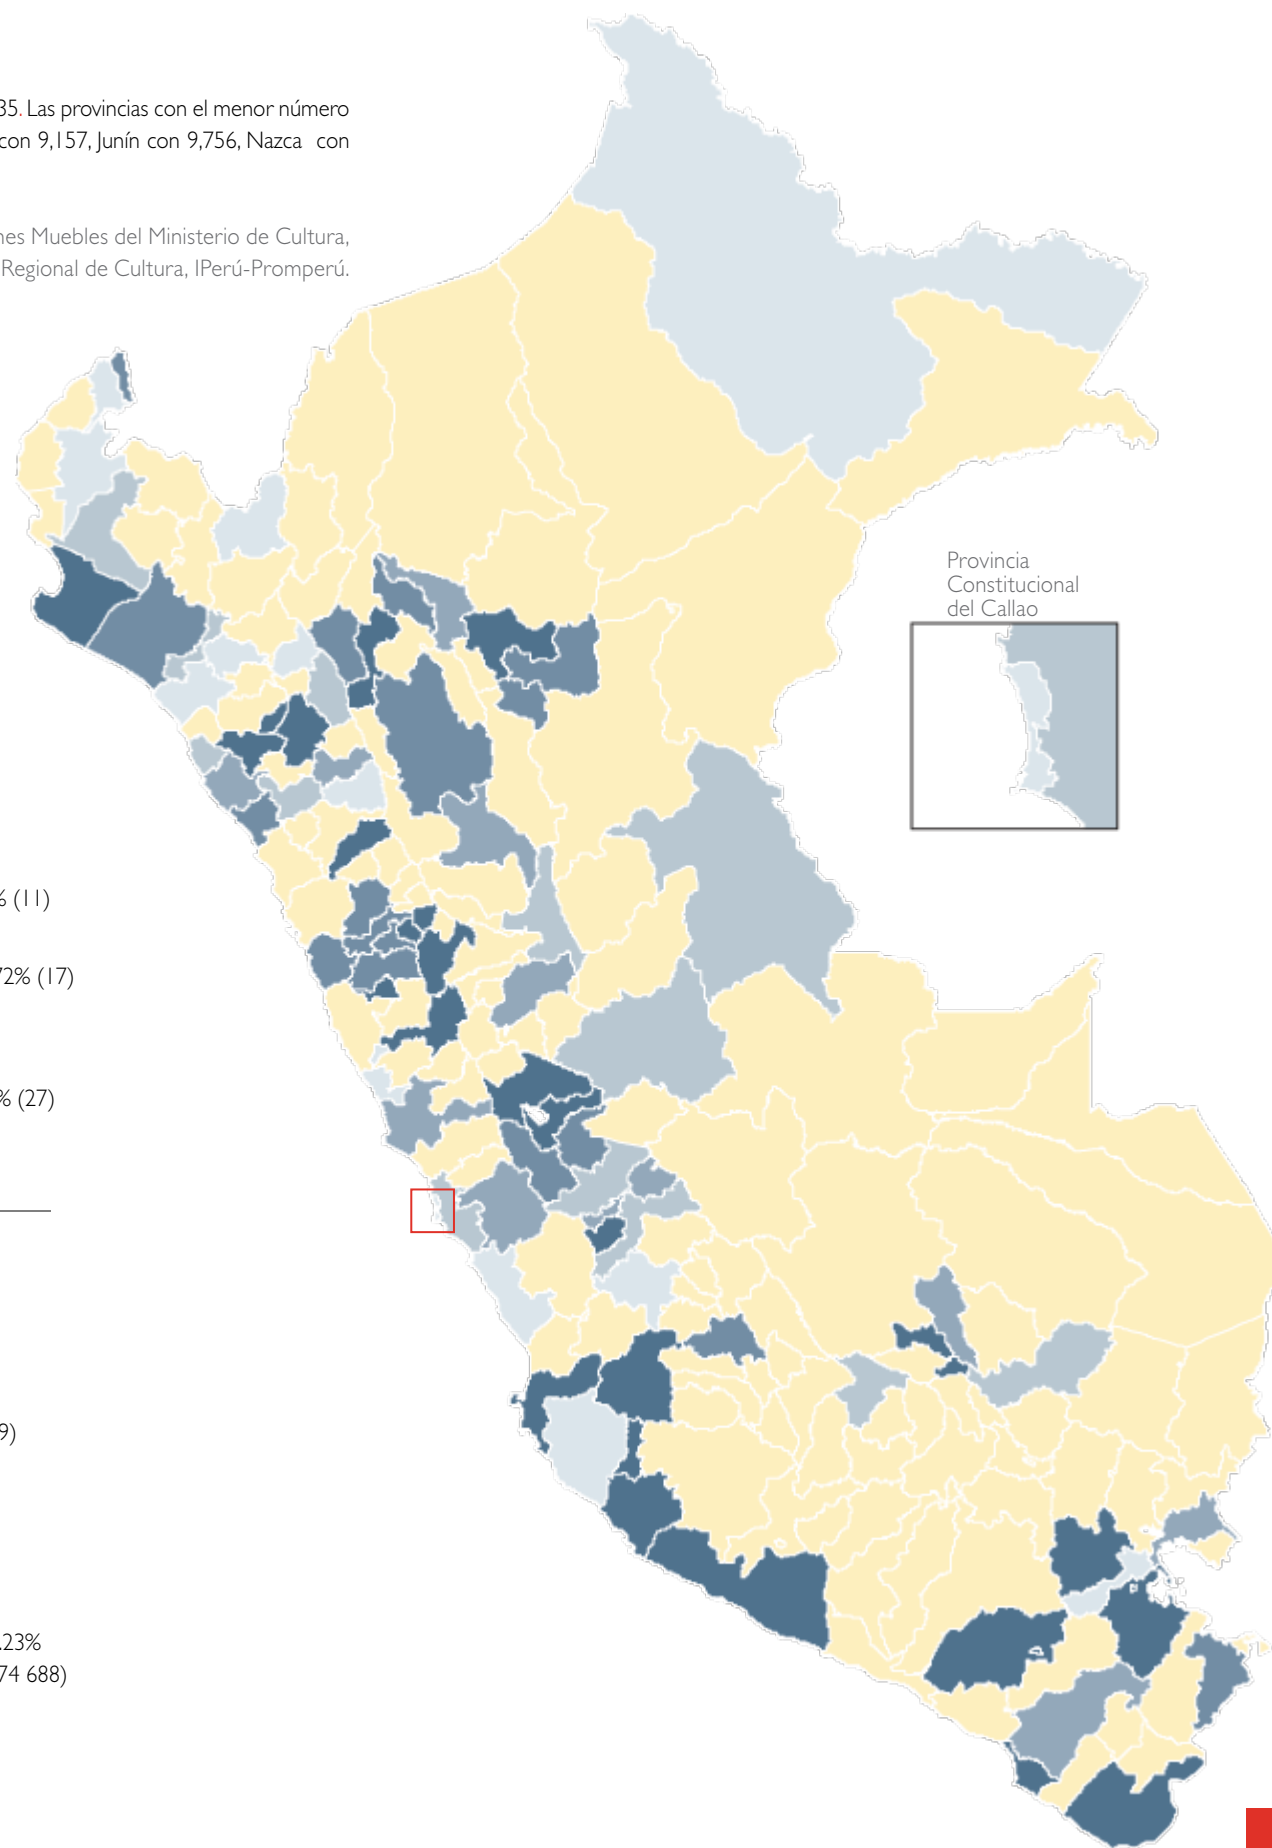 35. Las provincias con el menor número
con 9,157, Junín con 9,756, Nazca con
nes Muebles del Ministerio de Cultura,
Regional de Cultura, IPerú-Promperú.
Provincia
Constitucional
del Callao
% (11)
72% (17)
% (27)
9)
.23%
74 688)